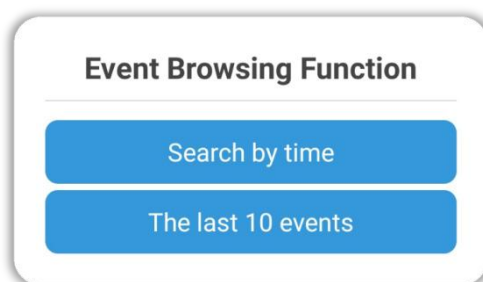 Event Browsing Function
Search by time
The last 10 events